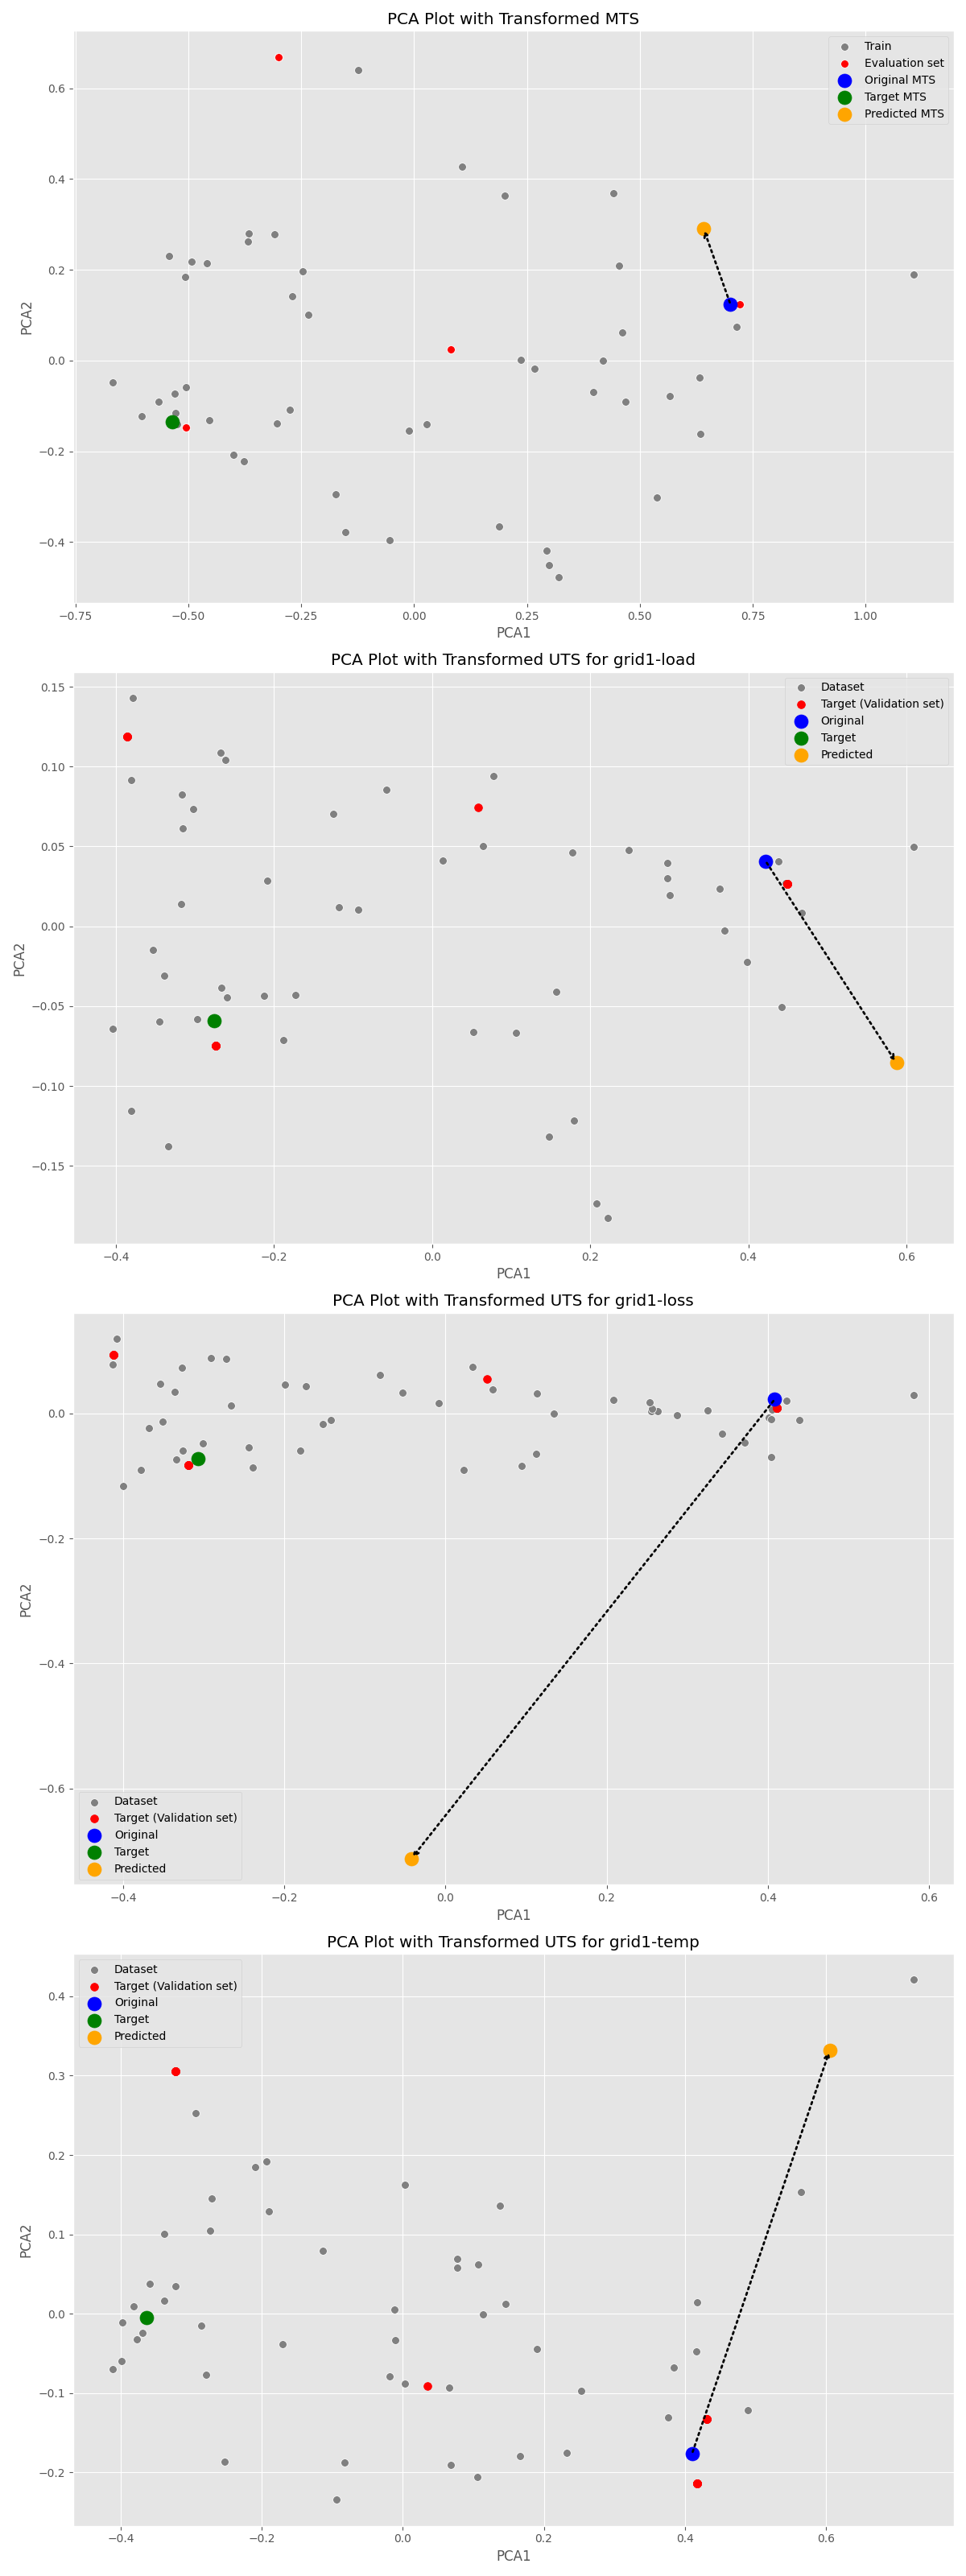 PCA Plot with Transformed MTS
Train
Evaluation set
Original MTS
Target MTS
Predicted MTS
0.6
0.4
0.2
0.0
−0.2
−0.4
PCA2
−0.75
−0.50
−0.25
0.00
0.25
0.50
0.75
1.00
PCA1
PCA Plot with Transformed UTS for grid1-load
Dataset
Target (Validation set)
Original
Target
Predicted
0.15
0.10
0.05
0.00
−0.05
−0.10
−0.15
PCA2
−0.4
−0.2
0.0
0.2
0.4
0.6
PCA1
PCA Plot with Transformed UTS for grid1-loss
0.0
−0.2
−0.4
−0.6
PCA2
Dataset
Target (Validation set)
Original
Target
Predicted
−0.4
−0.2
0.0
0.2
0.4
0.6
PCA1
PCA Plot with Transformed UTS for grid1-temp
Dataset
Target (Validation set)
Original
Target
Predicted
0.4
0.3
0.2
0.1
0.0
−0.1
−0.2
PCA2
−0.4
−0.2
0.0
0.2
0.4
0.6
PCA1